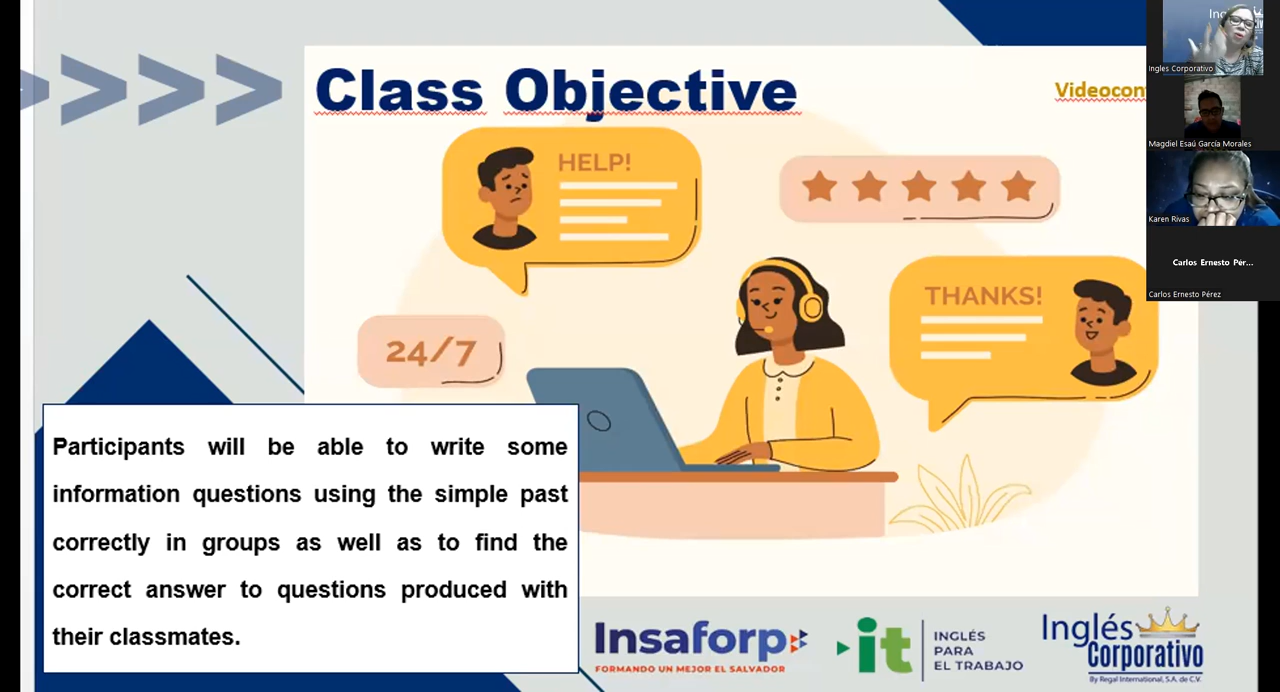 Class Objective
Videocon
HELP!
THANKS!
24/7
Participants will be able to write some
information questions using the simple past
correctly in groups as well as to find the
correct answer to questions produced with
their classmates.
Insaforp
FORMANDO UN MEJOR EL SALVADOR
it
INGLÉS
PARA
EL TRABAJO
Inglés
Corporativo
By Regal International, S.A. de C.V.
Ingles Corporativo
Magdiel Esaú García Morales
Karen Rivas
Carlos Ernesto Pér...
Carlos Ernesto Pérez